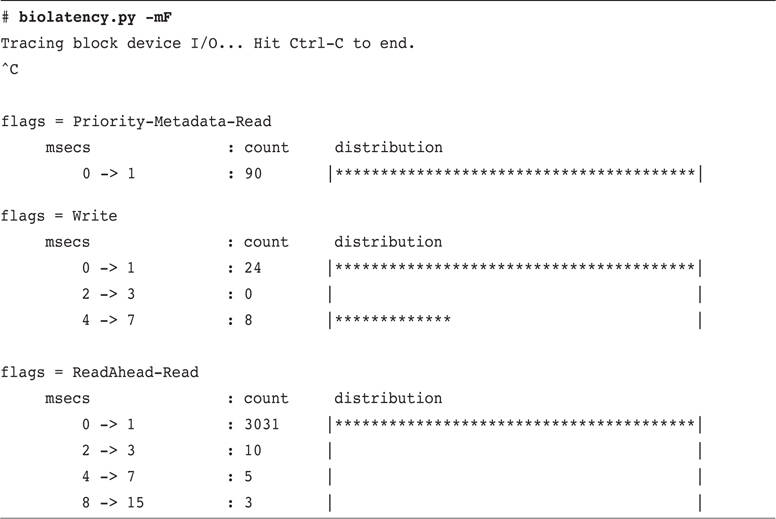 # biolatency.py -mF
Tracing block device I/O... Hit Ctrl-C to end.
^C
flags = Priority-Metadata-Read
msecs : count distribution
0 -> 1 : 90 |****************************************|
flags = Write
msecs : count distribution
0 -> 1 : 24 |****************************************|
2 -> 3 : 0 | |
4 -> 7 : 8 |************* |
flags = ReadAhead-Read
msecs : count distribution
0 -> 1 : 3031 |****************************************|
2 -> 3 : 10 | |
4 -> 7 : 5 | |
8 -> 15 : 3 | |